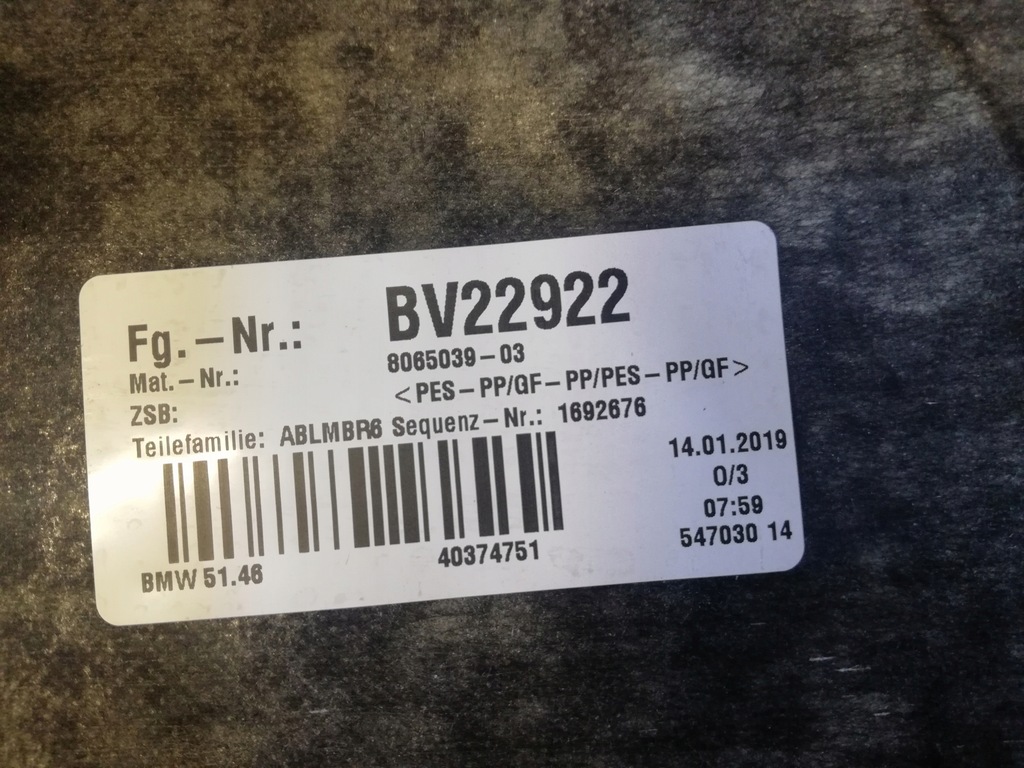 Fg.-Nr.: BV22922
Mat.-Nr.: 8065039-03
ZSB: <PES-PP/GF-PP/PES-PP/GF>
Teilefamilie: ABLMBR6 Sequenz-Nr.: 1692676
14.01.2019
0/3
07:59
40374751 547030 14
BMW 51.46